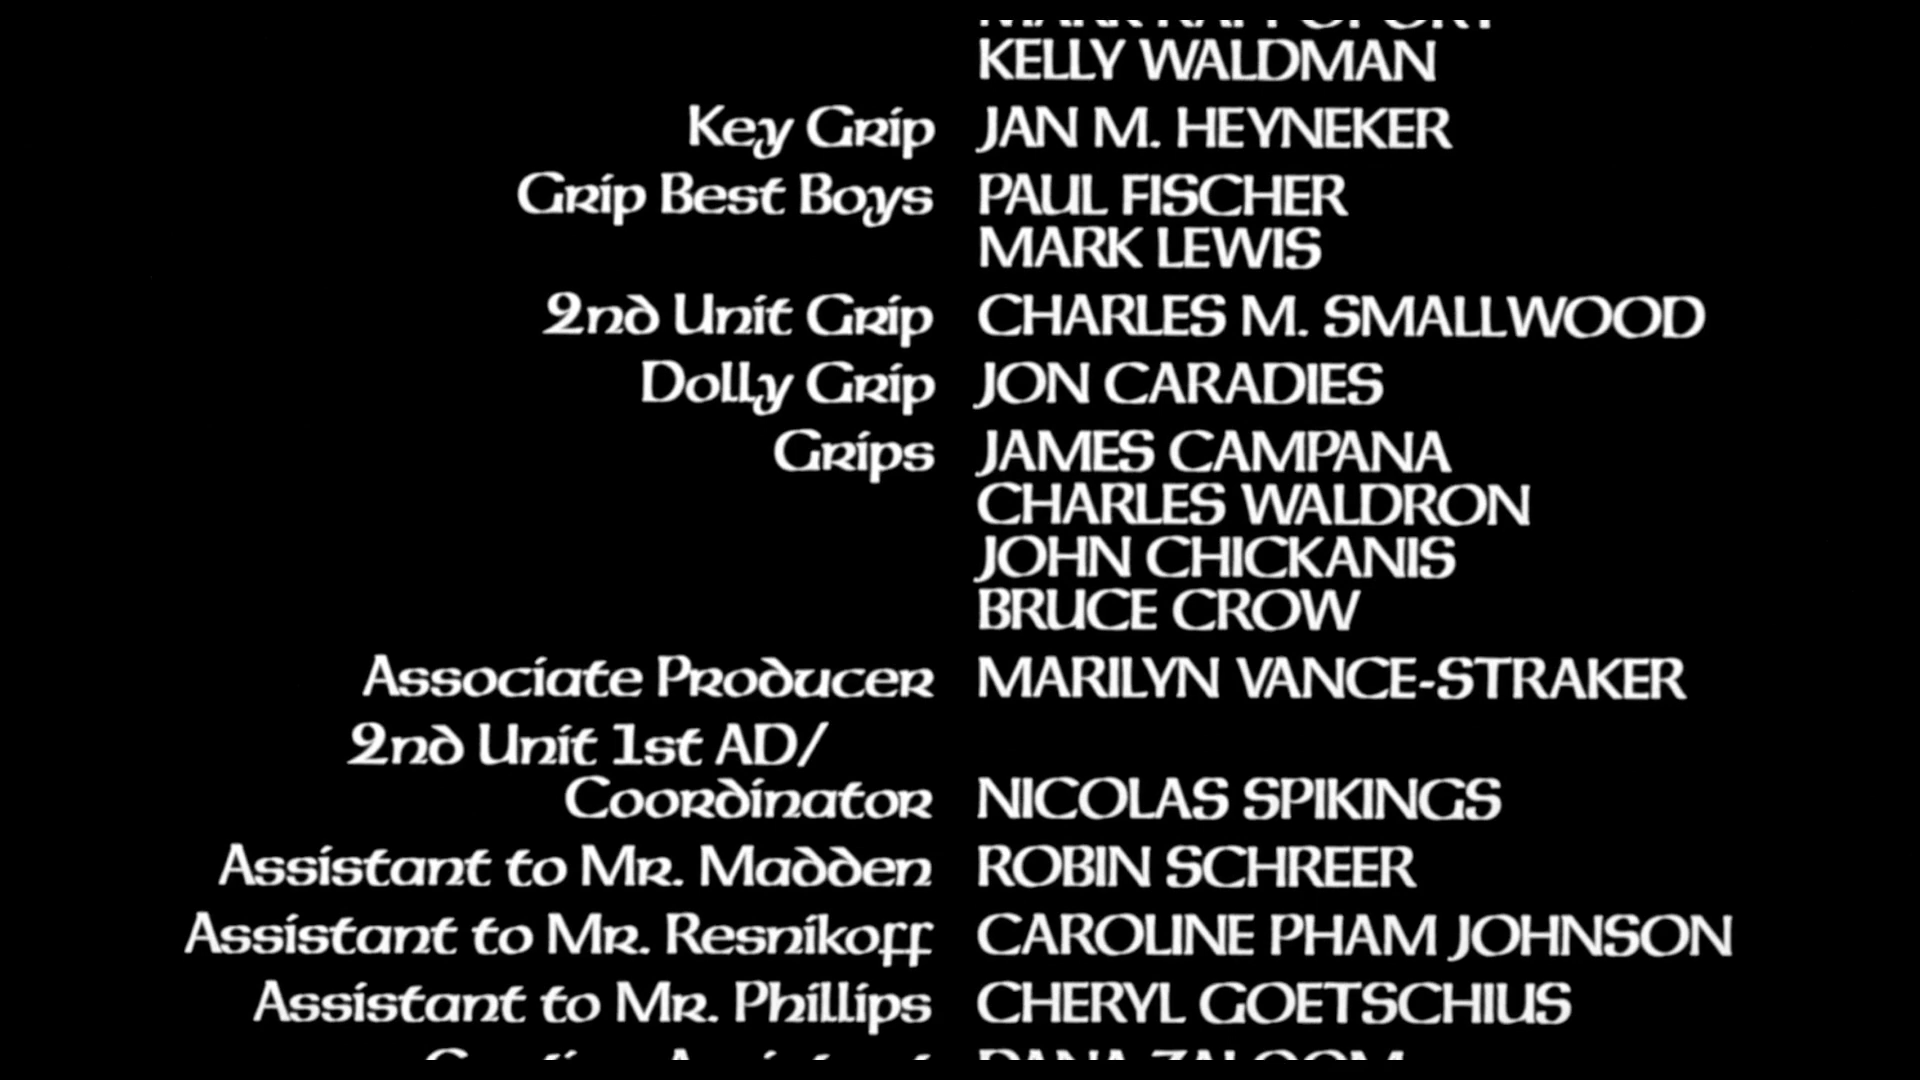 KELLY WALDMAN
Key Grip JAN M. HEYNEKER
Grip Best Boys PAUL FISCHER
MARK LEWIS
2nd Unit Grip CHARLES M. SMALLWOOD
Dolly Grip JON CARADIES
Grips JAMES CAMPANA
CHARLES WALDRON
JOHN CHICKANIS
BRUCE CROW
Associate Producer MARILYN VANCE-STRAKER
2nd Unit 1st AD/
Coordinator NICOLAS SPIKINGS
Assistant to Mr. Madden ROBIN SCHREER
Assistant to Mr. Resnikoff CAROLINE PHAM JOHNSON
Assistant to Mr. Phillips CHERYL GOETSCHIUS